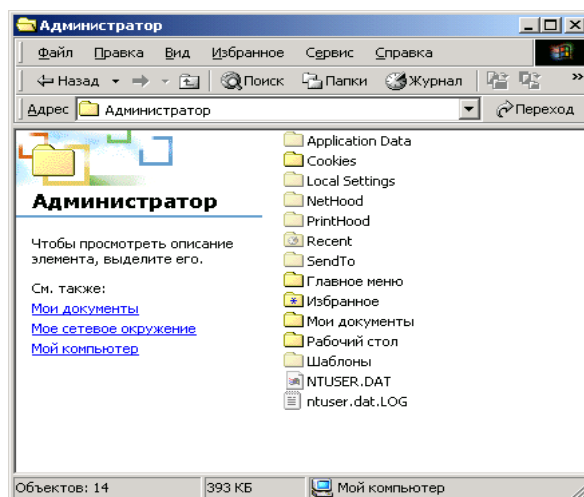 Администратор
Файл Правка Вид Избранное Сервис Справка
Назад Поиск Папки Журнал »
Адрес Администратор Переход
Администратор
Чтобы просмотреть описание
элемента, выделите его.
См. также:
Мои документы
Мое сетевое окружение
Мой компьютер
Application Data
Cookies
Local Settings
NetHood
PrintHood
Recent
SendTo
Главное меню
Избранное
Мои документы
Рабочий стол
Шаблоны
NTUSER.DAT
ntuser.dat.LOG
Объектов: 14 393 КБ Мой компьютер